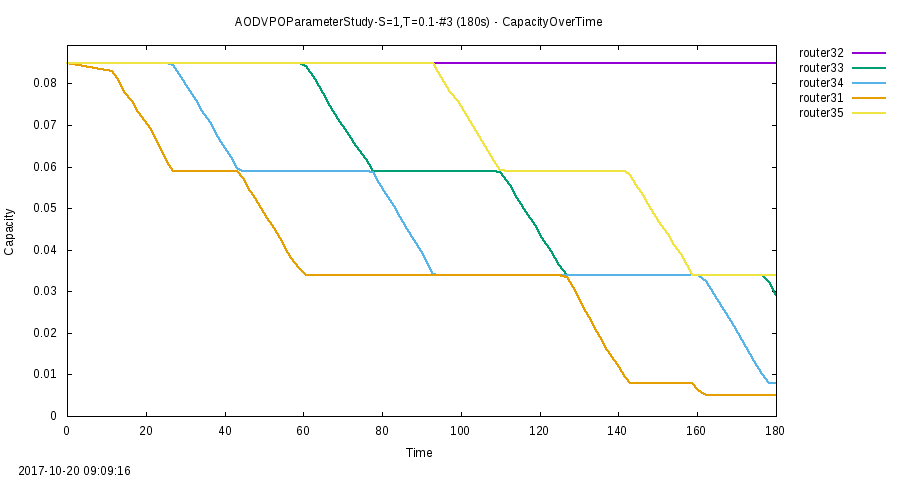 AODVPOParameterStudy-S=1,T=0.1-#3 (180s) - CapacityOverTime
router32
router33
router34
router31
router35
0.08
0.07
0.06
0.05
0.04
0.03
0.02
0.01
0
Capacity
0 20 40 60 80 100 120 140 160 180
Time
2017-10-20 09:09:16